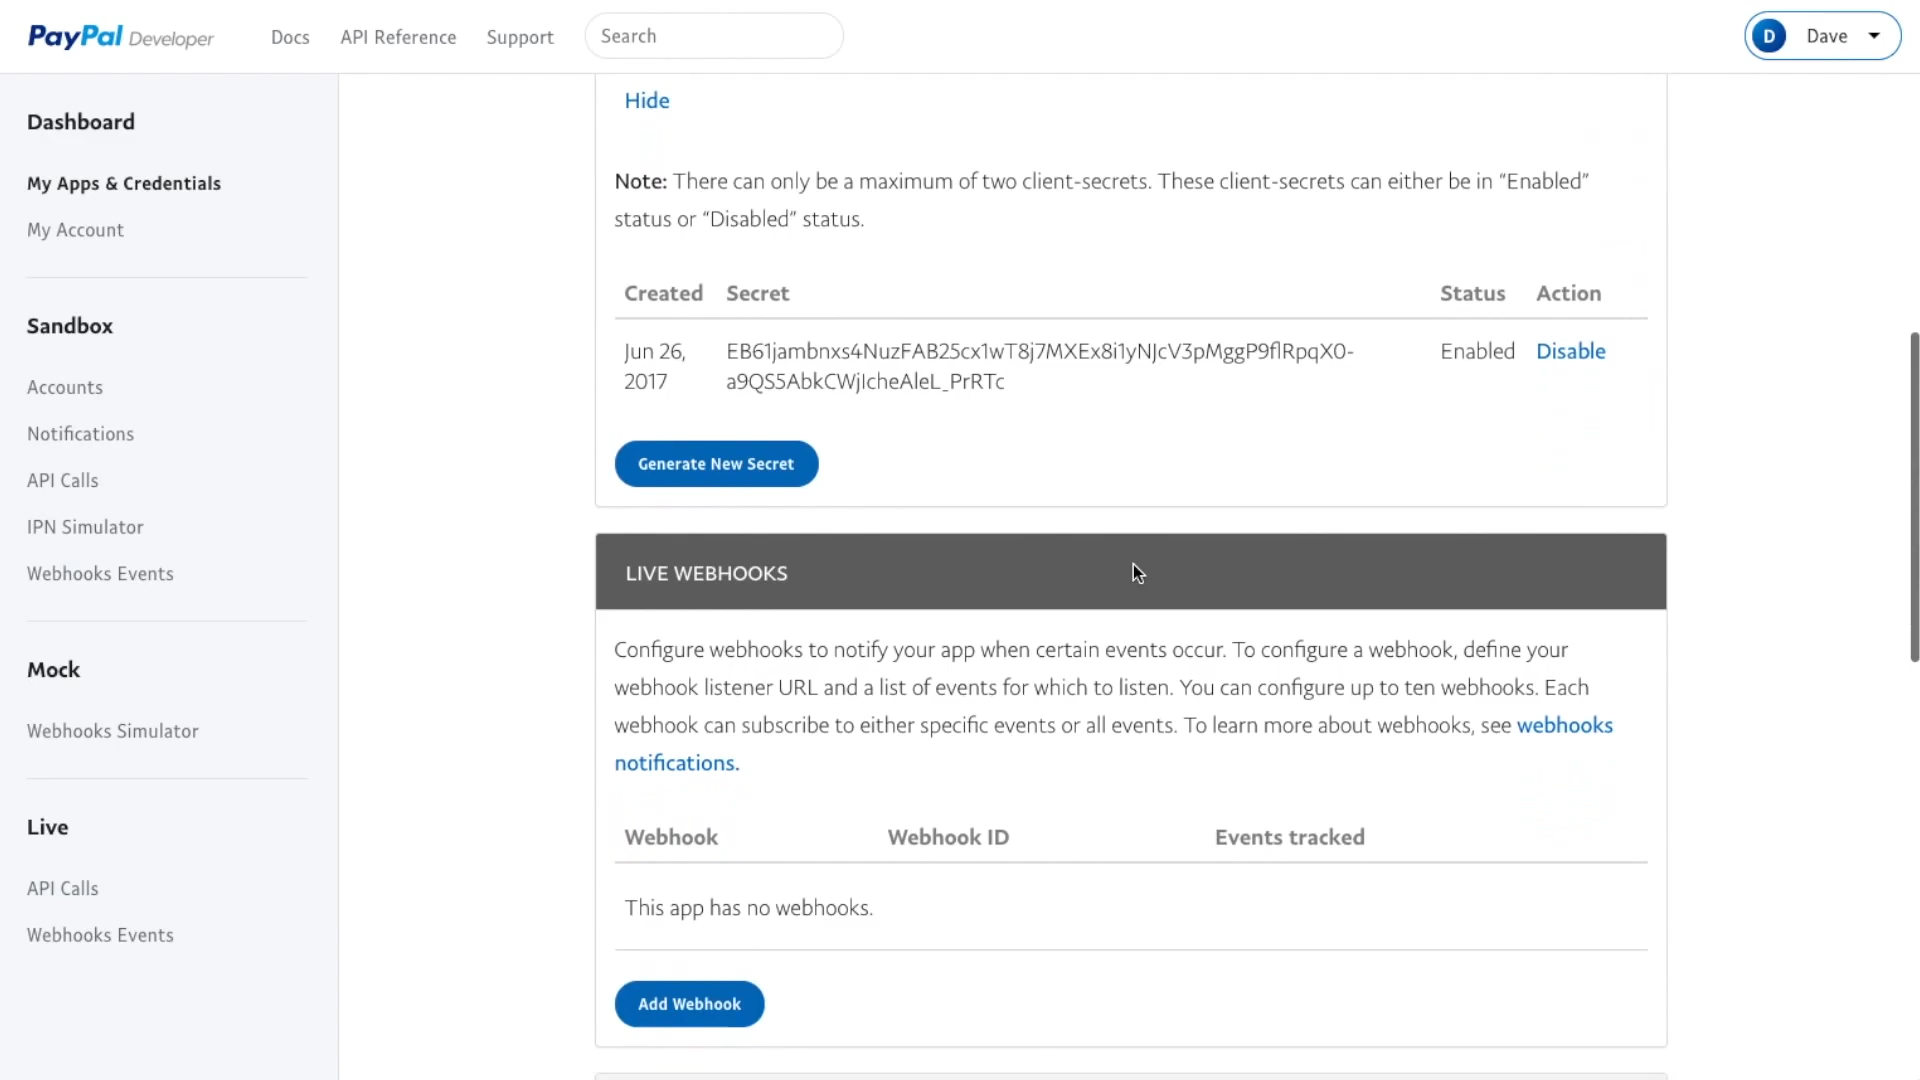 PayPal Developer
Docs
API Reference
Support
Search
D
Dave
Dashboard
My Apps & Credentials
My Account
Sandbox
Accounts
Notifications
API Calls
IPN Simulator
Webhooks Events
Mock
Webhooks Simulator
Live
API Calls
Webhooks Events
Hide
Note: There can only be a maximum of two client-secrets. These client-secrets can either be in “Enabled”
status or “Disabled” status.
Created Secret Status Action
Jun 26, EB61jambnxs4NuzFAB25cx1wT8j7MXEx8i1yNJcV3pMggP9flRpqX0- Enabled Disable
2017 a9QS5AbkCWjIcheAleL_PrRTc
Generate New Secret
LIVE WEBHOOKS
Configure webhooks to notify your app when certain events occur. To configure a webhook, define your
webhook listener URL and a list of events for which to listen. You can configure up to ten webhooks. Each
webhook can subscribe to either specific events or all events. To learn more about webhooks, see webhooks
notifications.
Webhook Webhook ID Events tracked
This app has no webhooks.
Add Webhook